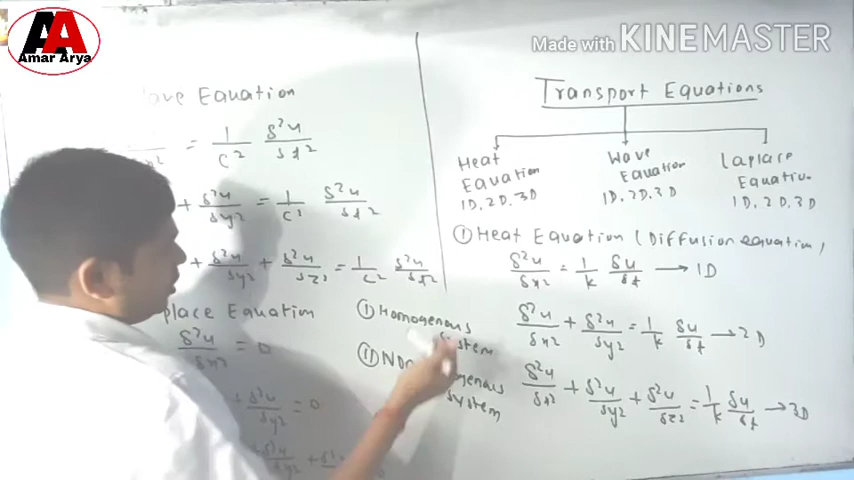 AA
Amar Arya
Made with KINEMASTER
Equation
= 1/C² δ²u/δt²
+ δ²u/δy² = 1/C² δ²u/δt²
+ δ²u/δy² + δ²u/δz² = 1/C² δ²u/δt²
place Equation
δ²u/δx² = 0
+ δ²u/δy² = 0
① Homogenous
system
⑪ Non
genous
system
Transport Equations
Heat
Equation
1D, 2D, 3D
Wave
Equation
1D, 2D, 3D
Laplace
Equation
1D, 2D, 3D
① Heat Equation (Diffusion equation)
δ²u/δx² = 1/k δu/δt → 1D
δ²u/δx² + δ²u/δy² = 1/k δu/δt → 2D
δ²u/δx² + δ²u/δy² + δ²u/δz² = 1/k δu/δt → 3D